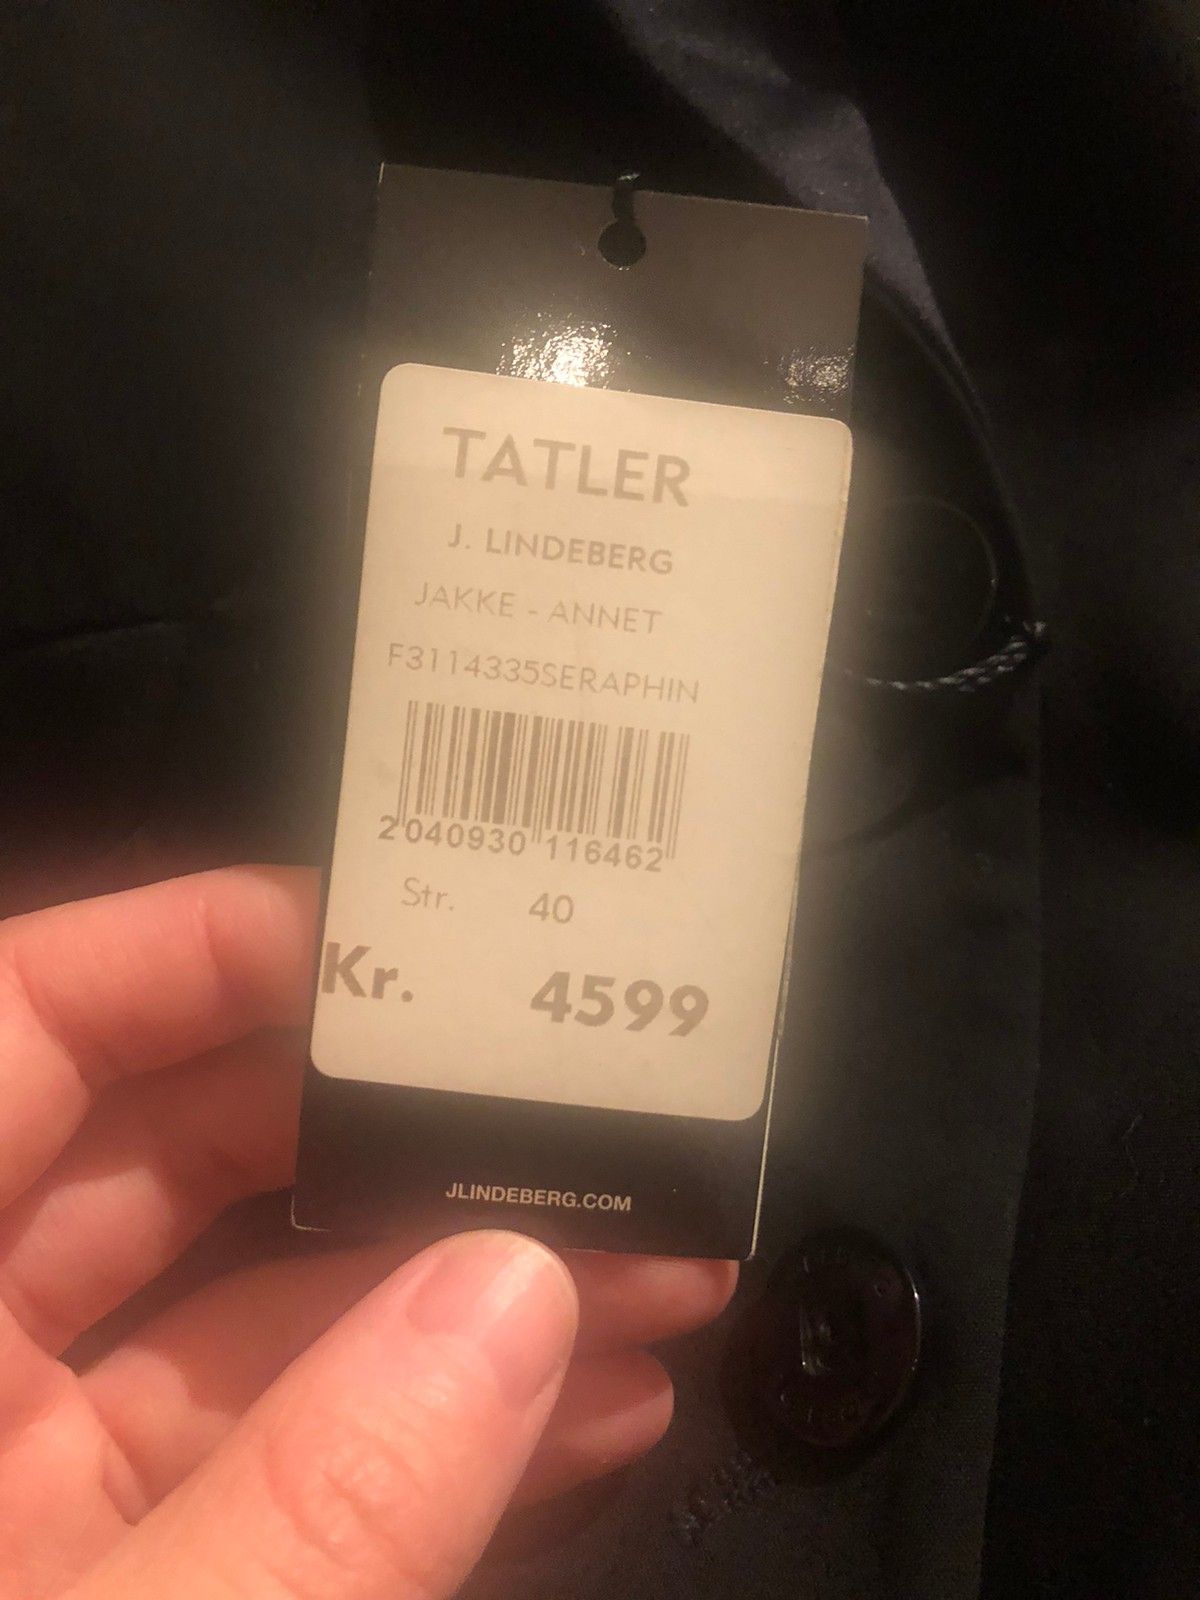 TATLER
J. LINDEBERG
JAKKE - ANNET
F3114335SERAPHIN
2 040930 116462
Str. 40
Kr. 4599
JLINDEBERG.COM